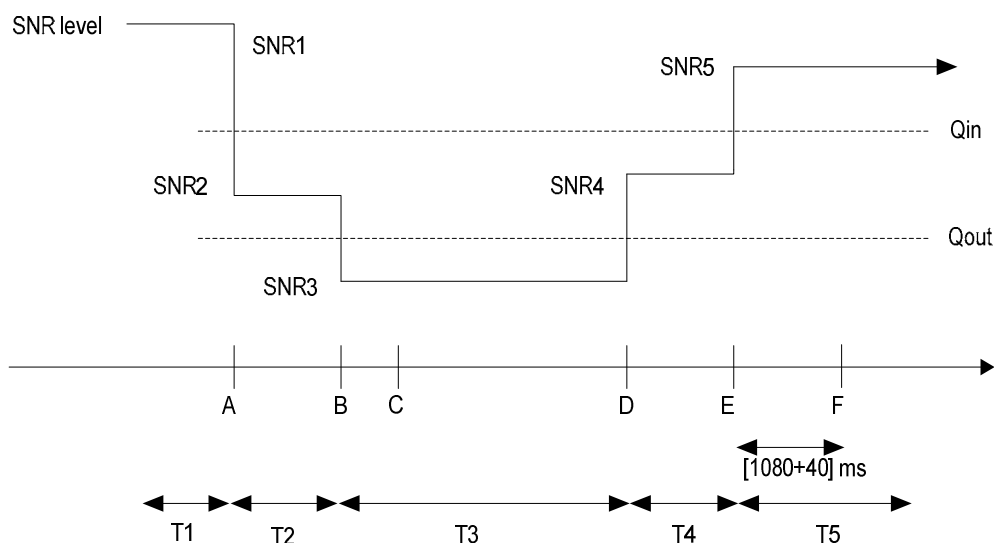 SNR level
SNR1
SNR5
Qin
SNR2
SNR4
Qout
SNR3
A B C D E F
[1080+40] ms
T1 T2 T3 T4 T5